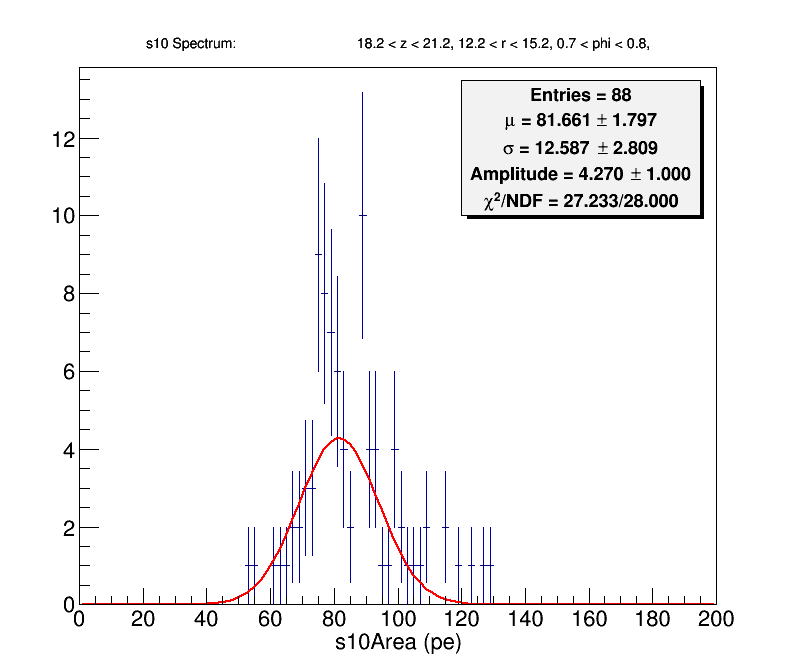 s10 Spectrum: 18.2 < z < 21.2, 12.2 < r < 15.2, 0.7 < phi < 0.8,
Entries = 88
μ = 81.661 ± 1.797
σ = 12.587 ± 2.809
Amplitude = 4.270 ± 1.000
χ²/NDF = 27.233/28.000
12
10
8
6
4
2
0
0 20 40 60 80 100 120 140 160 180 200
s10Area (pe)